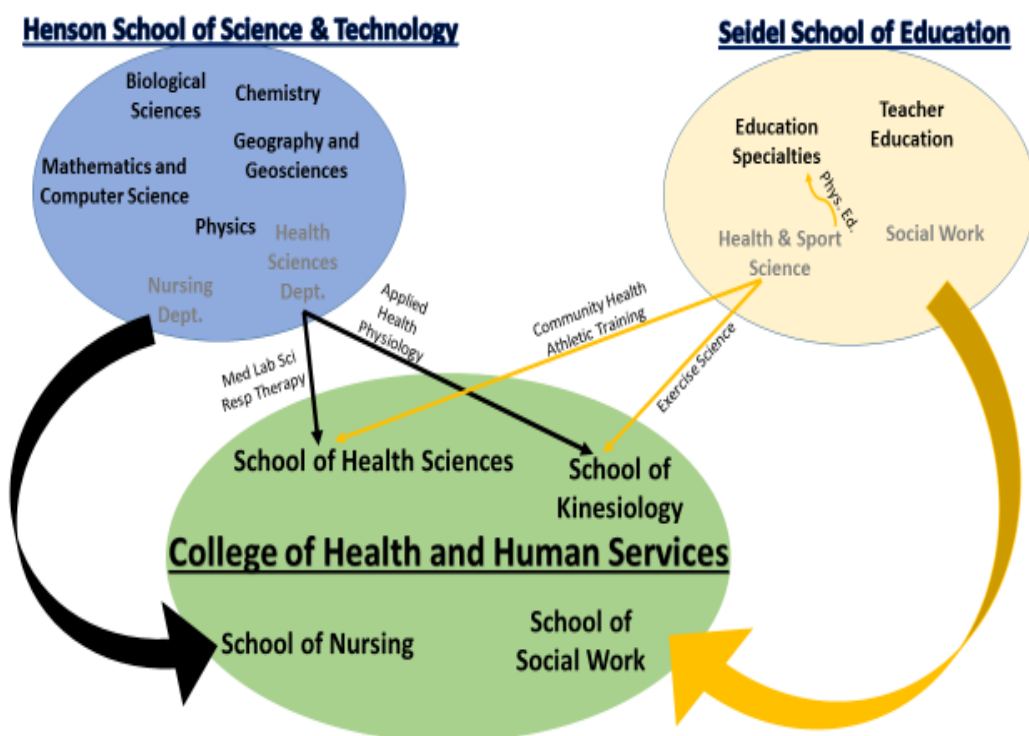 Henson School of Science & Technology
Biological
Sciences
Chemistry
Geography and
Geosciences
Mathematics and
Computer Science
Physics
Health
Sciences
Dept.
Nursing
Dept.
Seidel School of Education
Teacher
Education
Education
Specialties
Phys. Ed.
Health & Sport
Science
Social Work
Med Lab Sci
Resp Therapy
Applied
Health
Physiology
Community Health
Athletic Training
Exercise Science
School of Health Sciences
School of
Kinesiology
College of Health and Human Services
School of Nursing
School of
Social Work